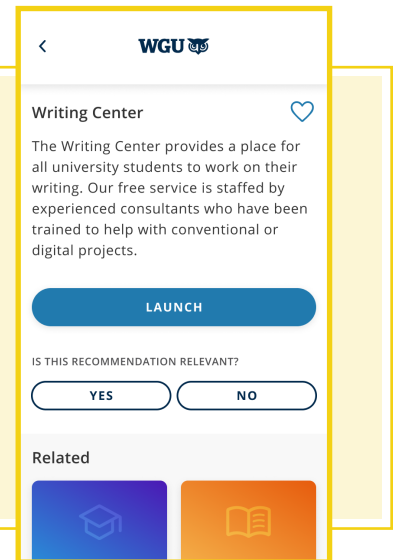 WGU
Writing Center
The Writing Center provides a place for
all university students to work on their
writing. Our free service is staffed by
experienced consultants who have been
trained to help with conventional or
digital projects.
LAUNCH
IS THIS RECOMMENDATION RELEVANT?
YES
NO
Related